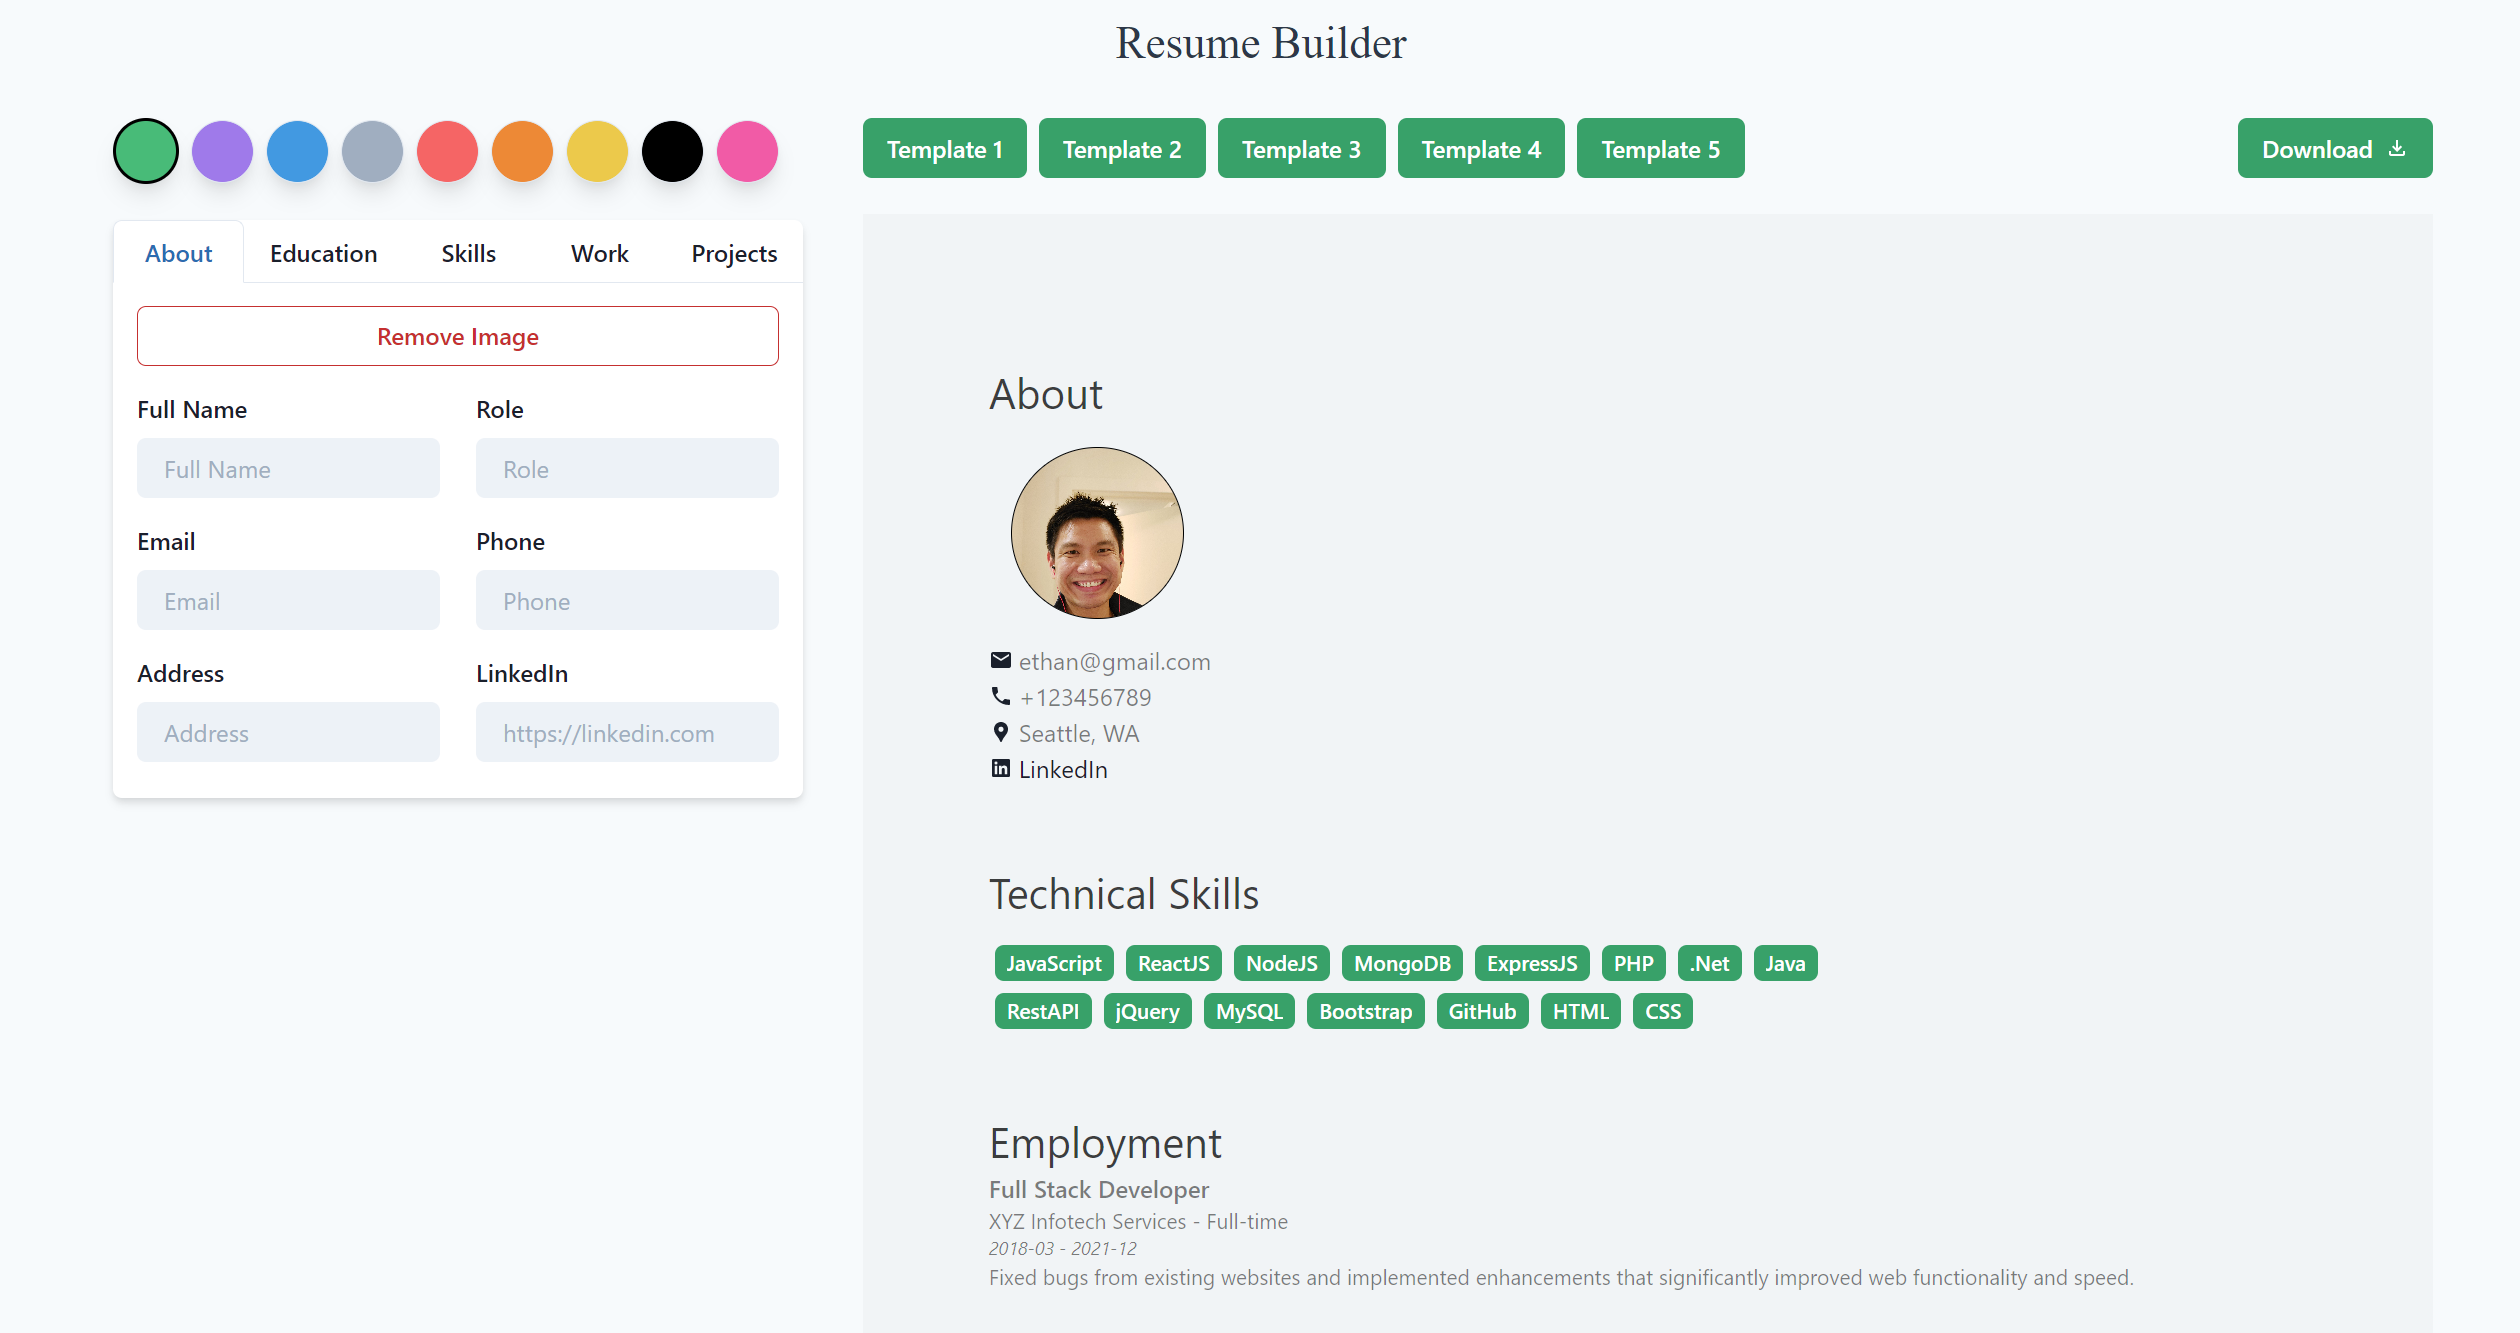 Resume Builder
Template 1 Template 2 Template 3 Template 4 Template 5 Download
About Education Skills Work Projects
Remove Image
Full Name Role
Full Name Role
Email Phone
Email Phone
Address LinkedIn
Address https://linkedin.com
About
ethan@gmail.com
+123456789
Seattle, WA
LinkedIn
Technical Skills
JavaScript ReactJS NodeJS MongoDB ExpressJS PHP .Net Java
RestAPI jQuery MySQL Bootstrap GitHub HTML CSS
Employment
Full Stack Developer
XYZ Infotech Services - Full-time
2018-03 - 2021-12
Fixed bugs from existing websites and implemented enhancements that significantly improved web functionality and speed.